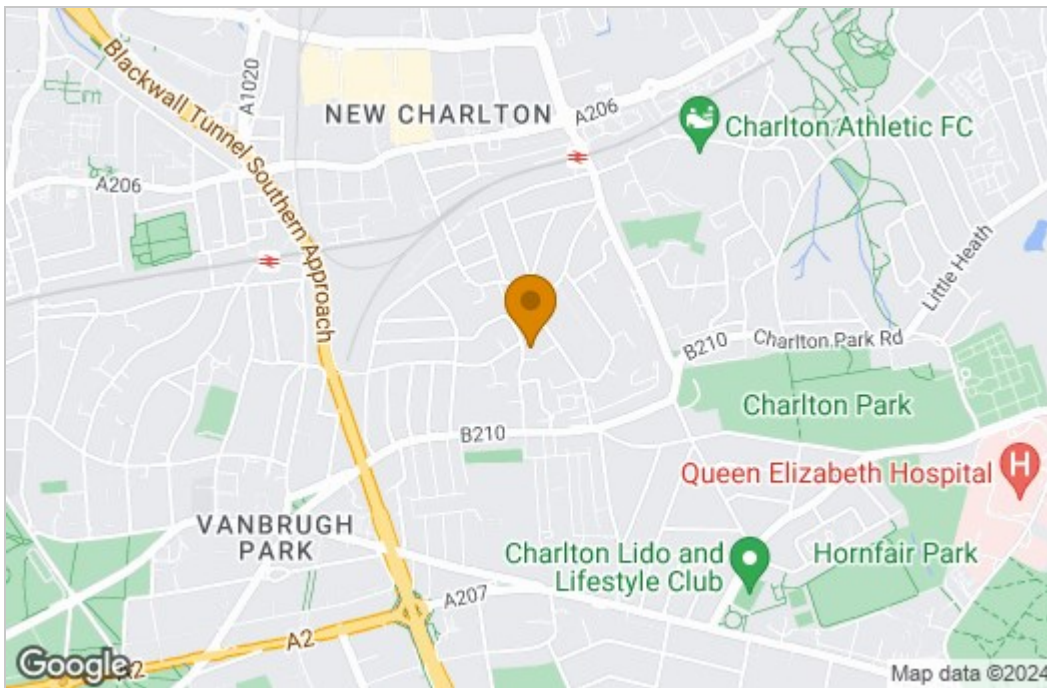 Blackwall Tunnel Southern Approach
A1020
NEW CHARLTON
A206
Charlton Athletic FC
A206
Little Heath
B210
Charlton Park Rd
Charlton Park
B210
Queen Elizabeth Hospital
H
VANBRUGH
PARK
Charlton Lido and
Lifestyle Club
Hornfair Park
A207
A2
A2
Google
Map data ©2024